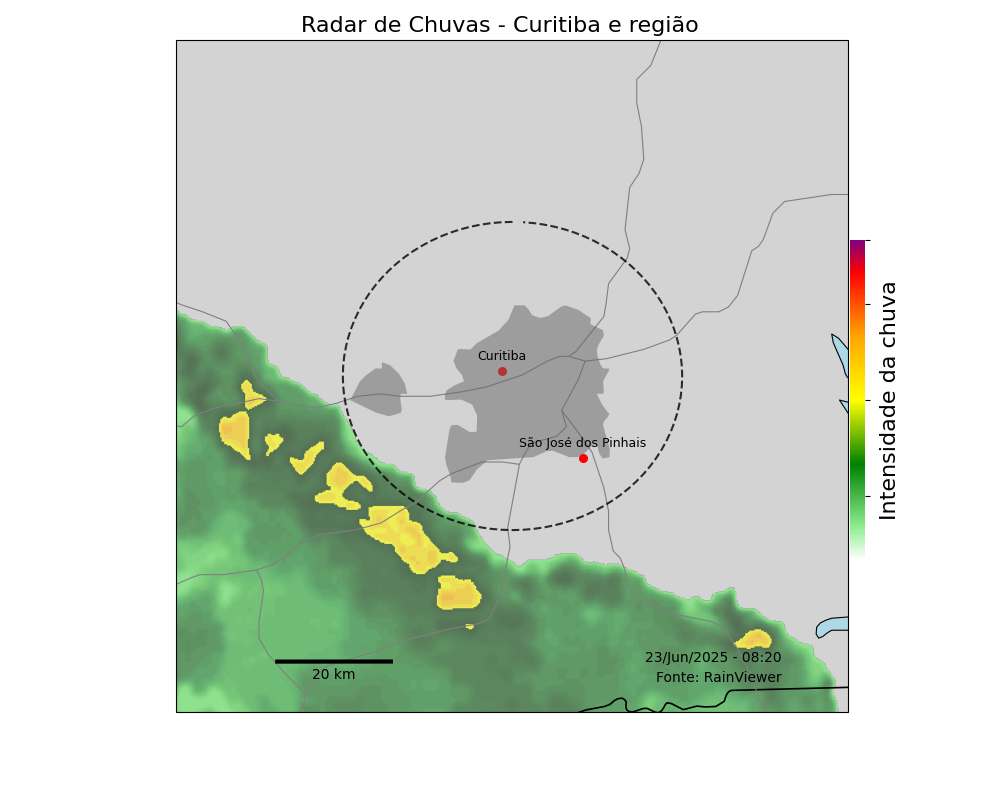 Radar de Chuvas - Curitiba e região
Curitiba
São José dos Pinhais
Intensidade da chuva
23/Jun/2025 - 08:20
Fonte: RainViewer
20 km